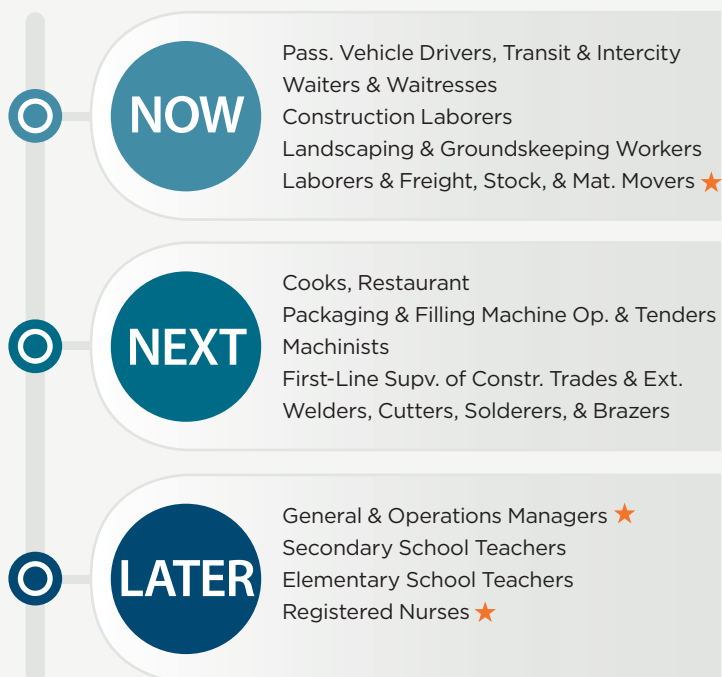 NOW
Pass. Vehicle Drivers, Transit & Intercity
Waiters & Waitresses
Construction Laborers
Landscaping & Groundskeeping Workers
Laborers & Freight, Stock, & Mat. Movers
NEXT
Cooks, Restaurant
Packaging & Filling Machine Op. & Tenders
Machinists
First-Line Supv. of Constr. Trades & Ext.
Welders, Cutters, Solderers, & Brazers
LATER
General & Operations Managers
Secondary School Teachers
Elementary School Teachers
Registered Nurses